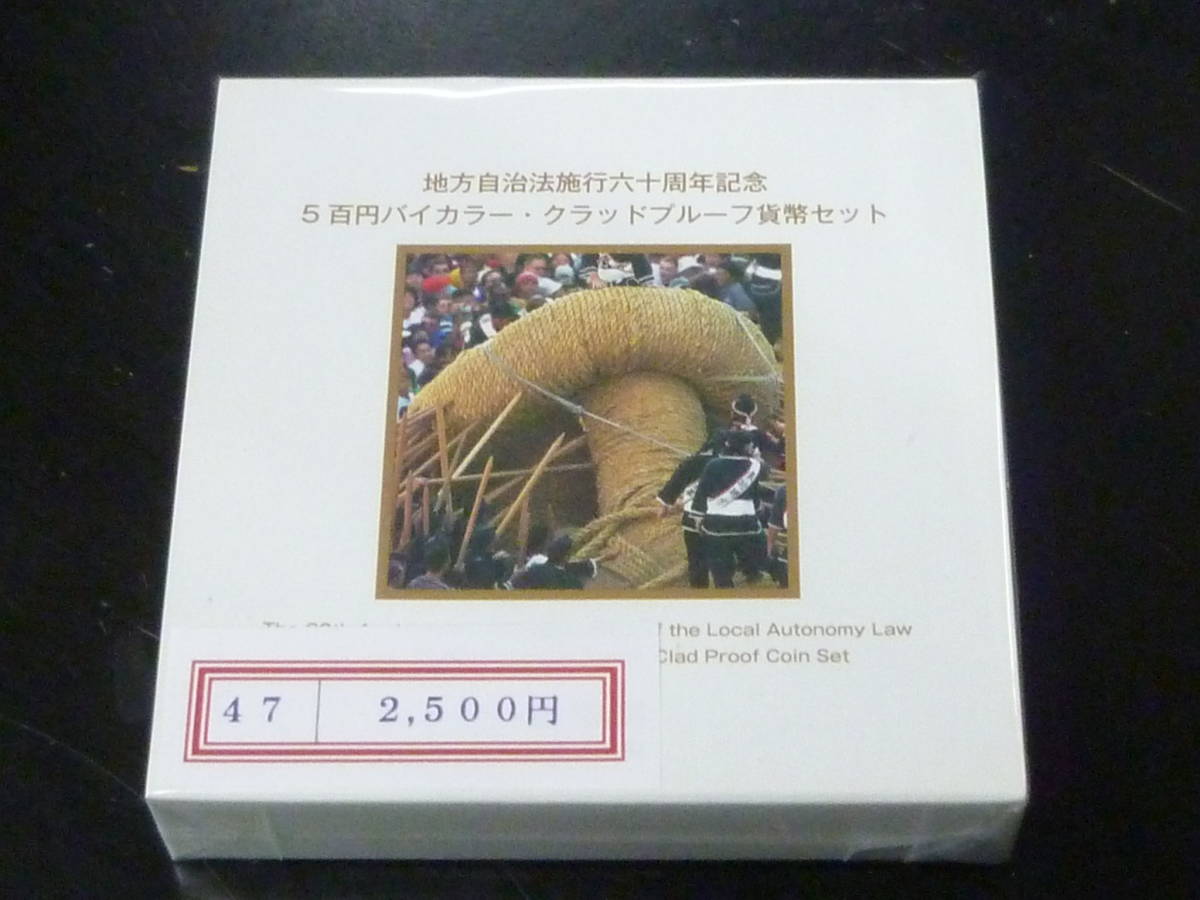 地方自治法施行六十周年記念
5百円バイカラー・クラッドプルーフ貨幣セット
the Local Autonomy Law
Clad Proof Coin Set
47 2,500円